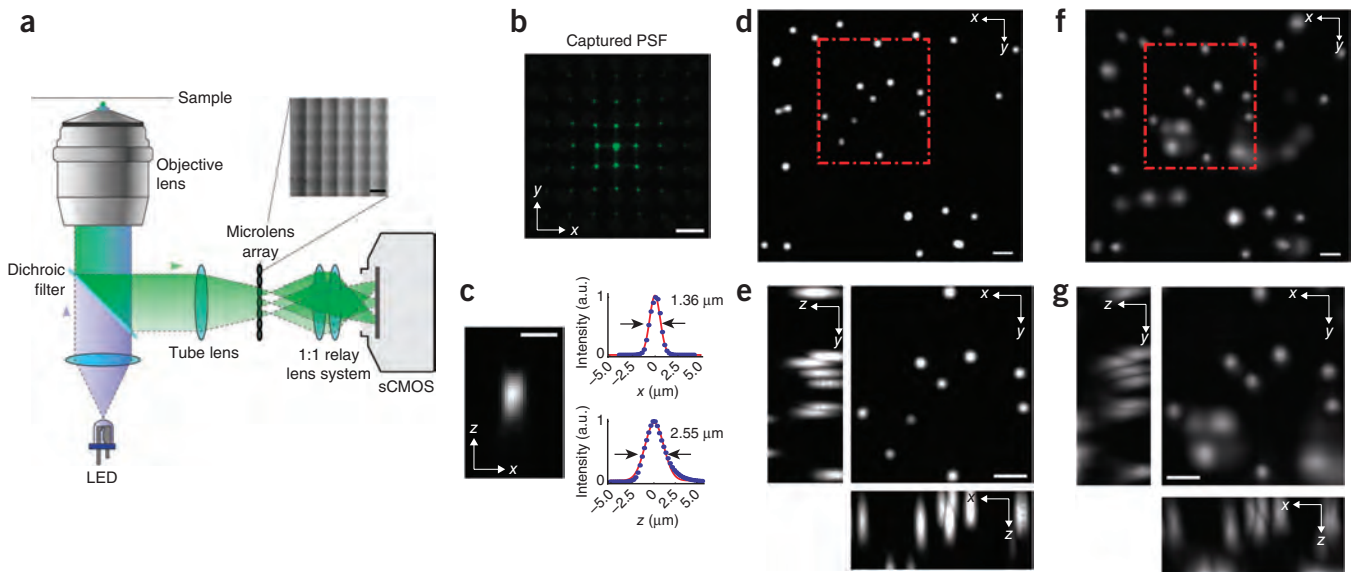 a
Sample
Objective
lens
Microlens
array
Dichroic
filter
Tube lens
1:1 relay
lens system
sCMOS
LED
b
Captured PSF
y
x
c
z
x
Intensity (a.u.)
1
0
1.36 μm
–5.0
–2.5
0
2.5
5.0
x (μm)
Intensity (a.u.)
1
0
2.55 μm
–5.0
–2.5
0
2.5
5.0
z (μm)
d
x
y
e
z
y
x
y
x
z
f
x
y
g
z
y
x
y
x
z